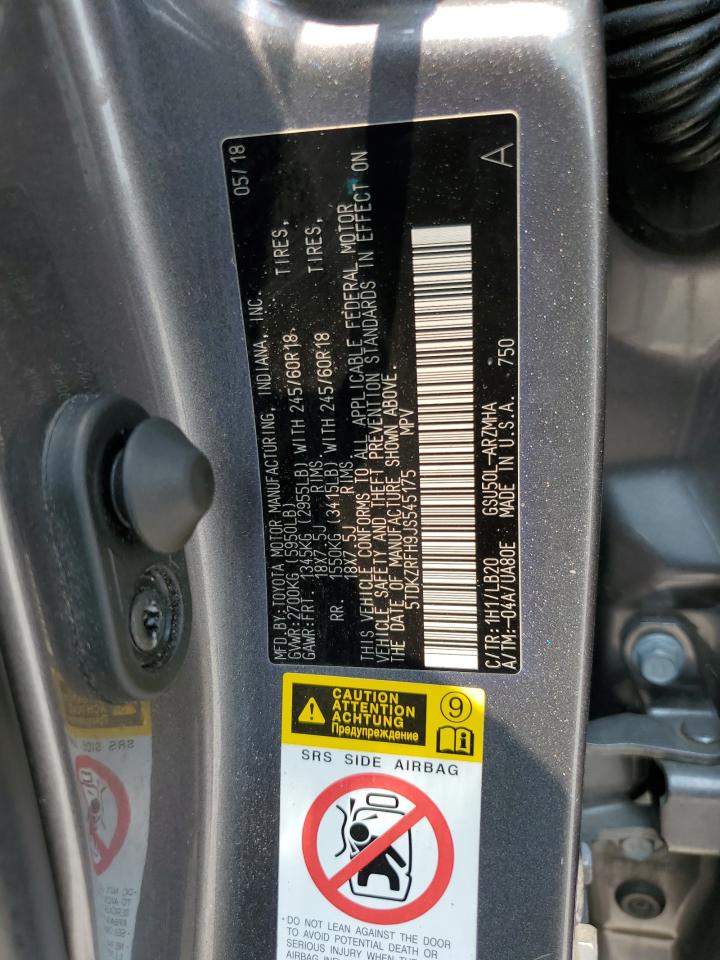 MFD.BY:TOYOTA MOTOR MANUFACTURING, INDIANA, INC. 05/18
GVWR:2700KG (5950LB)
GAWR:FRT. 1345KG (2955LB) WITH 245/60R18 TIRES,
18X7.5J RIMS
RR. 1550KG (3415LB) WITH 245/60R18 TIRES,
18X7.5J RIMS
THIS VEHICLE CONFORMS TO ALL APPLICABLE FEDERAL MOTOR
VEHICLE SAFETY AND THEFT PREVENTION STANDARDS IN EFFECT ON
THE DATE OF MANUFACTURE SHOWN ABOVE.
5TDKZRFH9JS545175 MPV
C/TR:1H1/LB20 GSU50L-ARZMHA
A/TM:-04A/UA80E MADE IN U.S.A. 750
A
CAUTION
ATTENTION
ACHTUNG
Предупреждение
9
SRS SIDE AIRBAG
· DO NOT LEAN AGAINST THE DOOR
TO AVOID POTENTIAL DEATH OR
SERIOUS INJURY WHEN THE